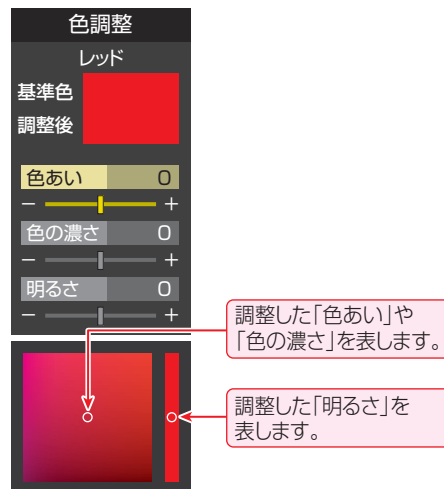 色調整
レッド
基準色
調整後
色あい 0
− +
色の濃さ 0
− +
明るさ 0
− +
調整した「色あい」や
「色の濃さ」を表します。
調整した「明るさ」を
表します。